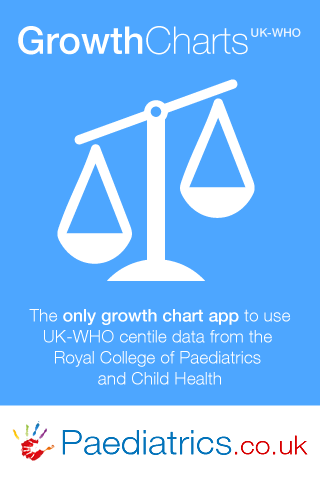 GrowthCharts UK-WHO
The only growth chart app to use
UK-WHO centile data from the
Royal College of Paediatrics
and Child Health
Paediatrics.co.uk